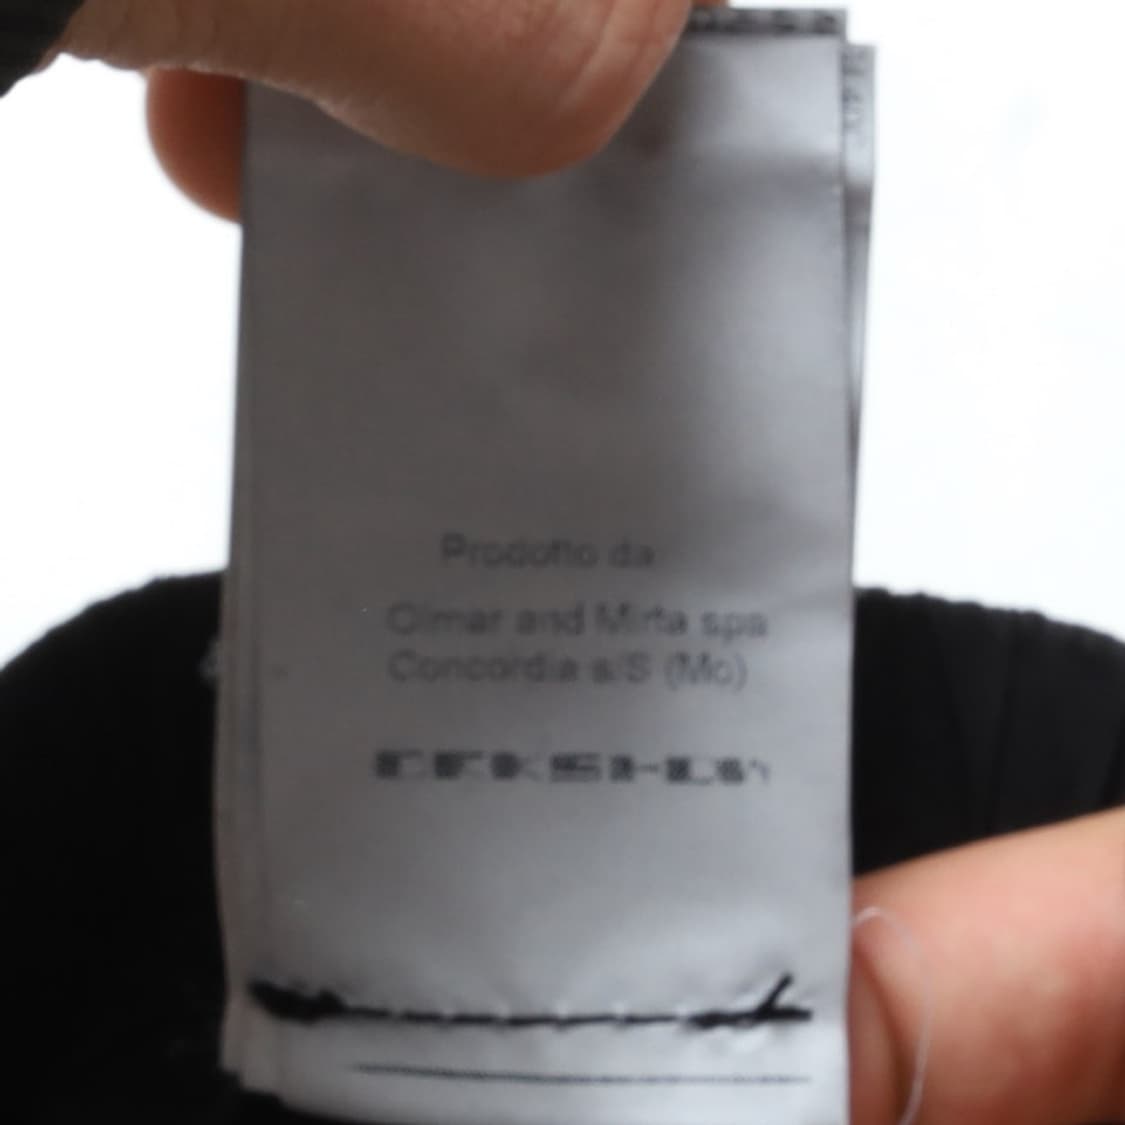 Prodotto da
Olmar and Mirta spa
Concordia s/S (Mo)